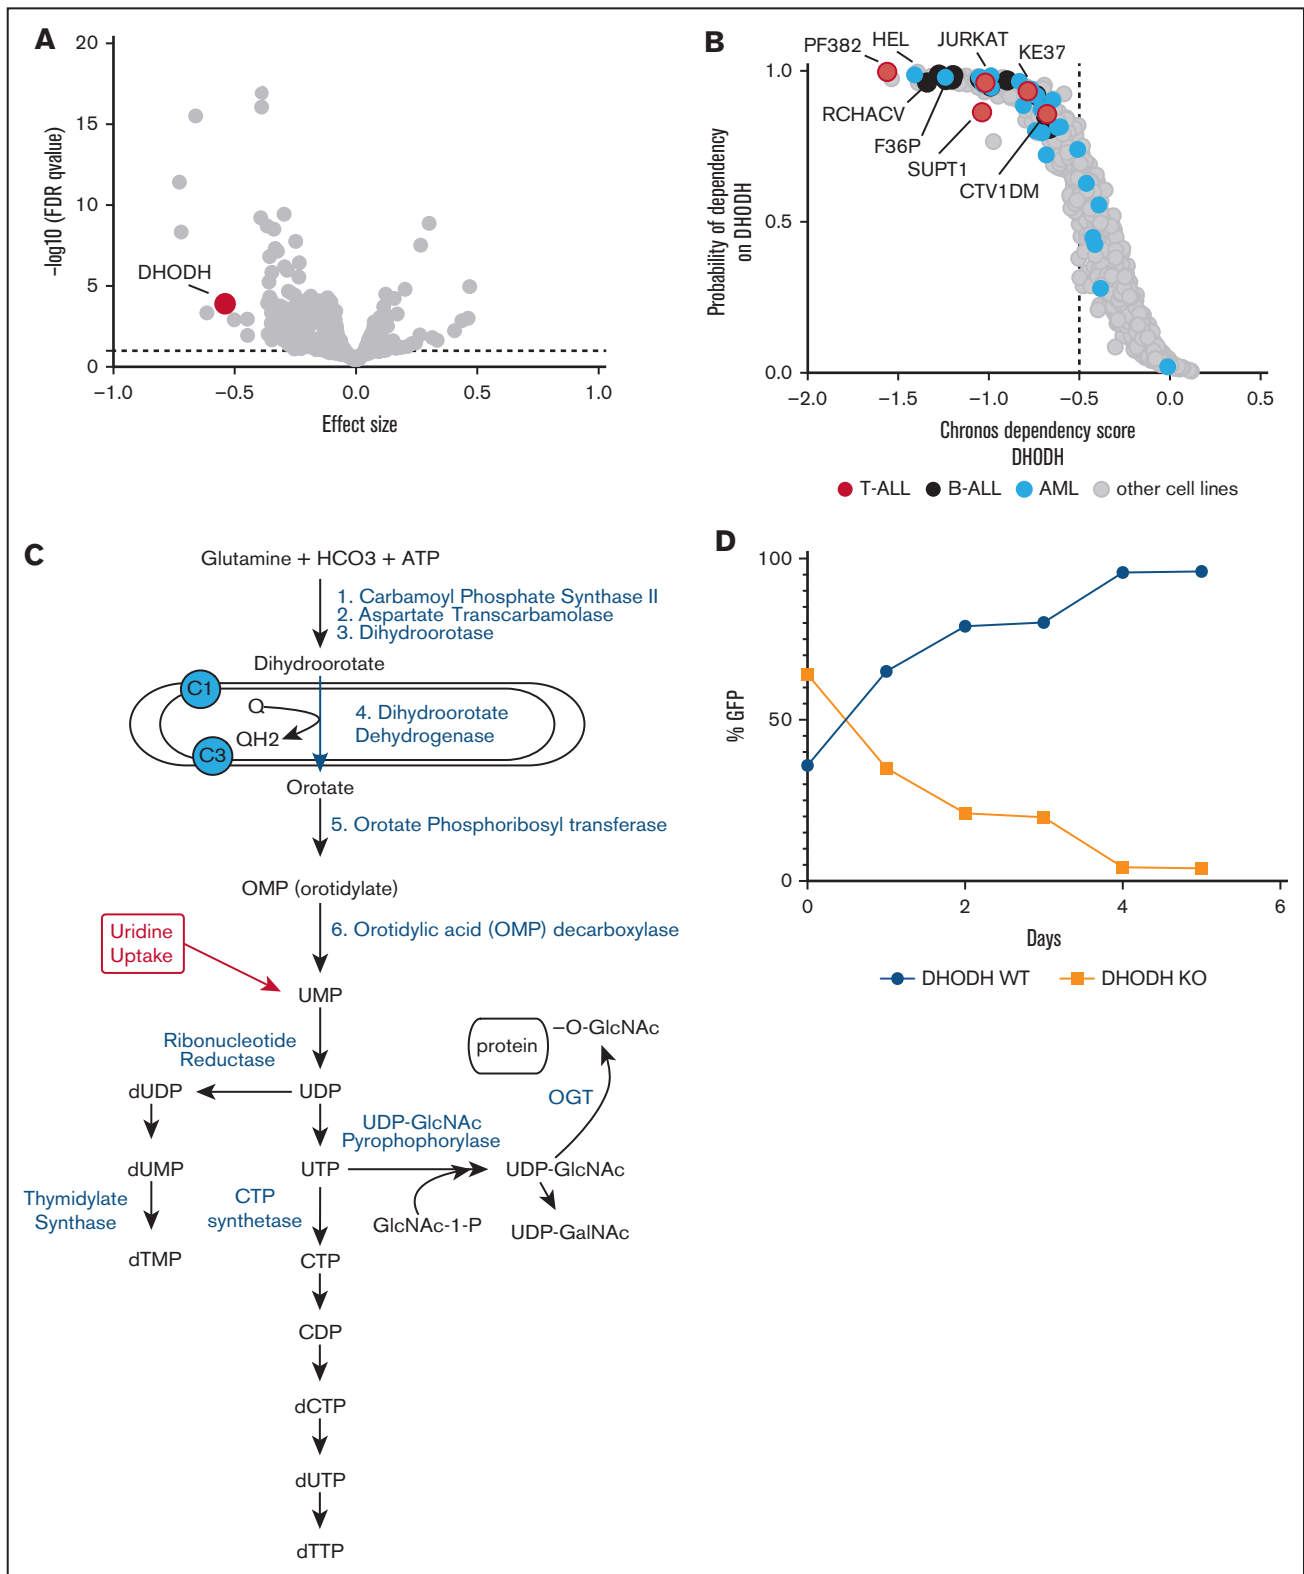 A
20
15
10
5
0
−log10 (FDR qvalue)
DHODH
−1.0
−0.5
0.0
0.5
1.0
Effect size
B
PF382
HEL
JURKAT
KE37
RCHACV
F36P
SUPT1
CTV1DM
1.0
0.5
0.0
Probability of dependency
on DHODH
−2.0
−1.5
−1.0
−0.5
0.0
0.5
Chronos dependency score
DHODH
T-ALL
B-ALL
AML
other cell lines
C
Glutamine + HCO3 + ATP
1. Carbamoyl Phosphate Synthase II
2. Aspartate Transcarbamolase
3. Dihydroorotase
Dihydroorotate
C1
Q
QH2
C3
4. Dihydroorotate
Dehydrogenase
Orotate
5. Orotate Phosphoribosyl transferase
OMP (orotidylate)
6. Orotidylic acid (OMP) decarboxylase
Uridine
Uptake
UMP
Ribonucleotide
Reductase
protein
−O-GlcNAc
dUDP
UDP
OGT
UDP-GlcNAc
Pyrophophorylase
dUMP
UTP
UDP-GlcNAc
Thymidylate
Synthase
CTP
synthetase
GlcNAc-1-P
UDP-GalNAc
dTMP
CTP
CDP
dCTP
dUTP
dTTP
D
100
50
0
% GFP
0
2
4
6
Days
DHODH WT
DHODH KO